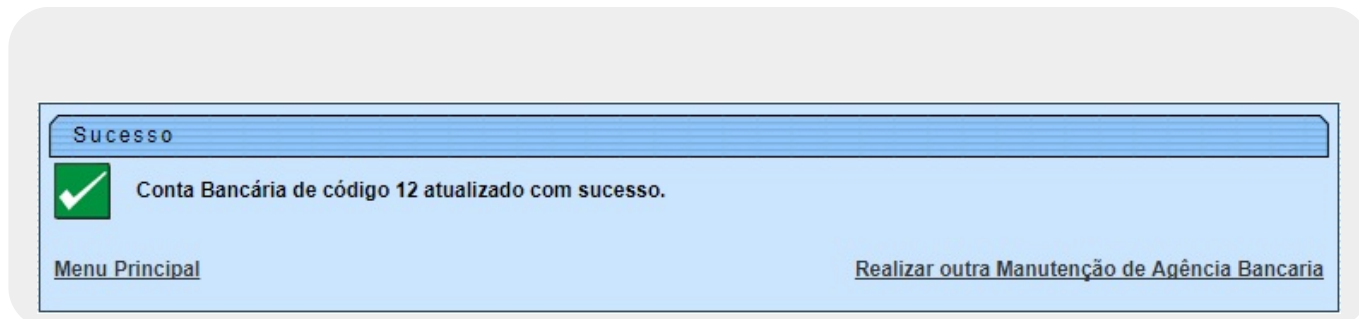 Sucesso
Conta Bancária de código 12 atualizado com sucesso.
Menu Principal
Realizar outra Manutenção de Agência Bancaria